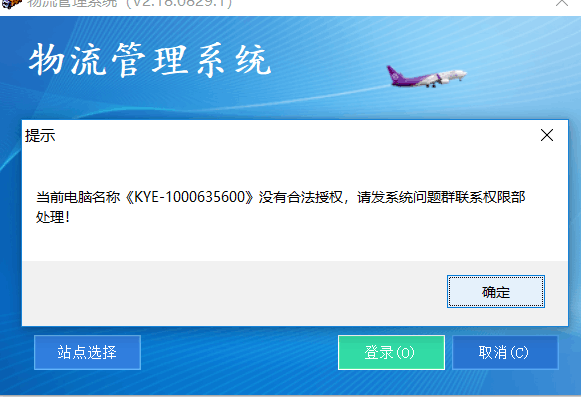 物流管理系统（V2.18.0829.1）
物流管理系统
提示
当前电脑名称《KYE-1000635600》没有合法授权，请发系统问题群联系权限部
处理！
确定
站点选择
登录(O)
取消(C)